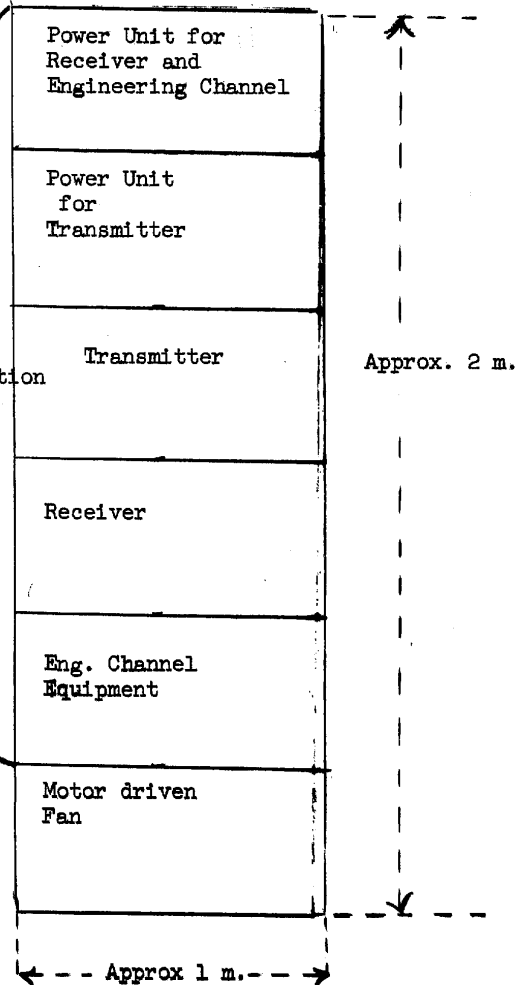 Power Unit for
Receiver and
Engineering Channel
Power Unit
for
Transmitter
Transmitter
tion
Approx. 2 m.
Receiver
Eng. Channel
Equipment
Motor driven
Fan
Approx 1 m.